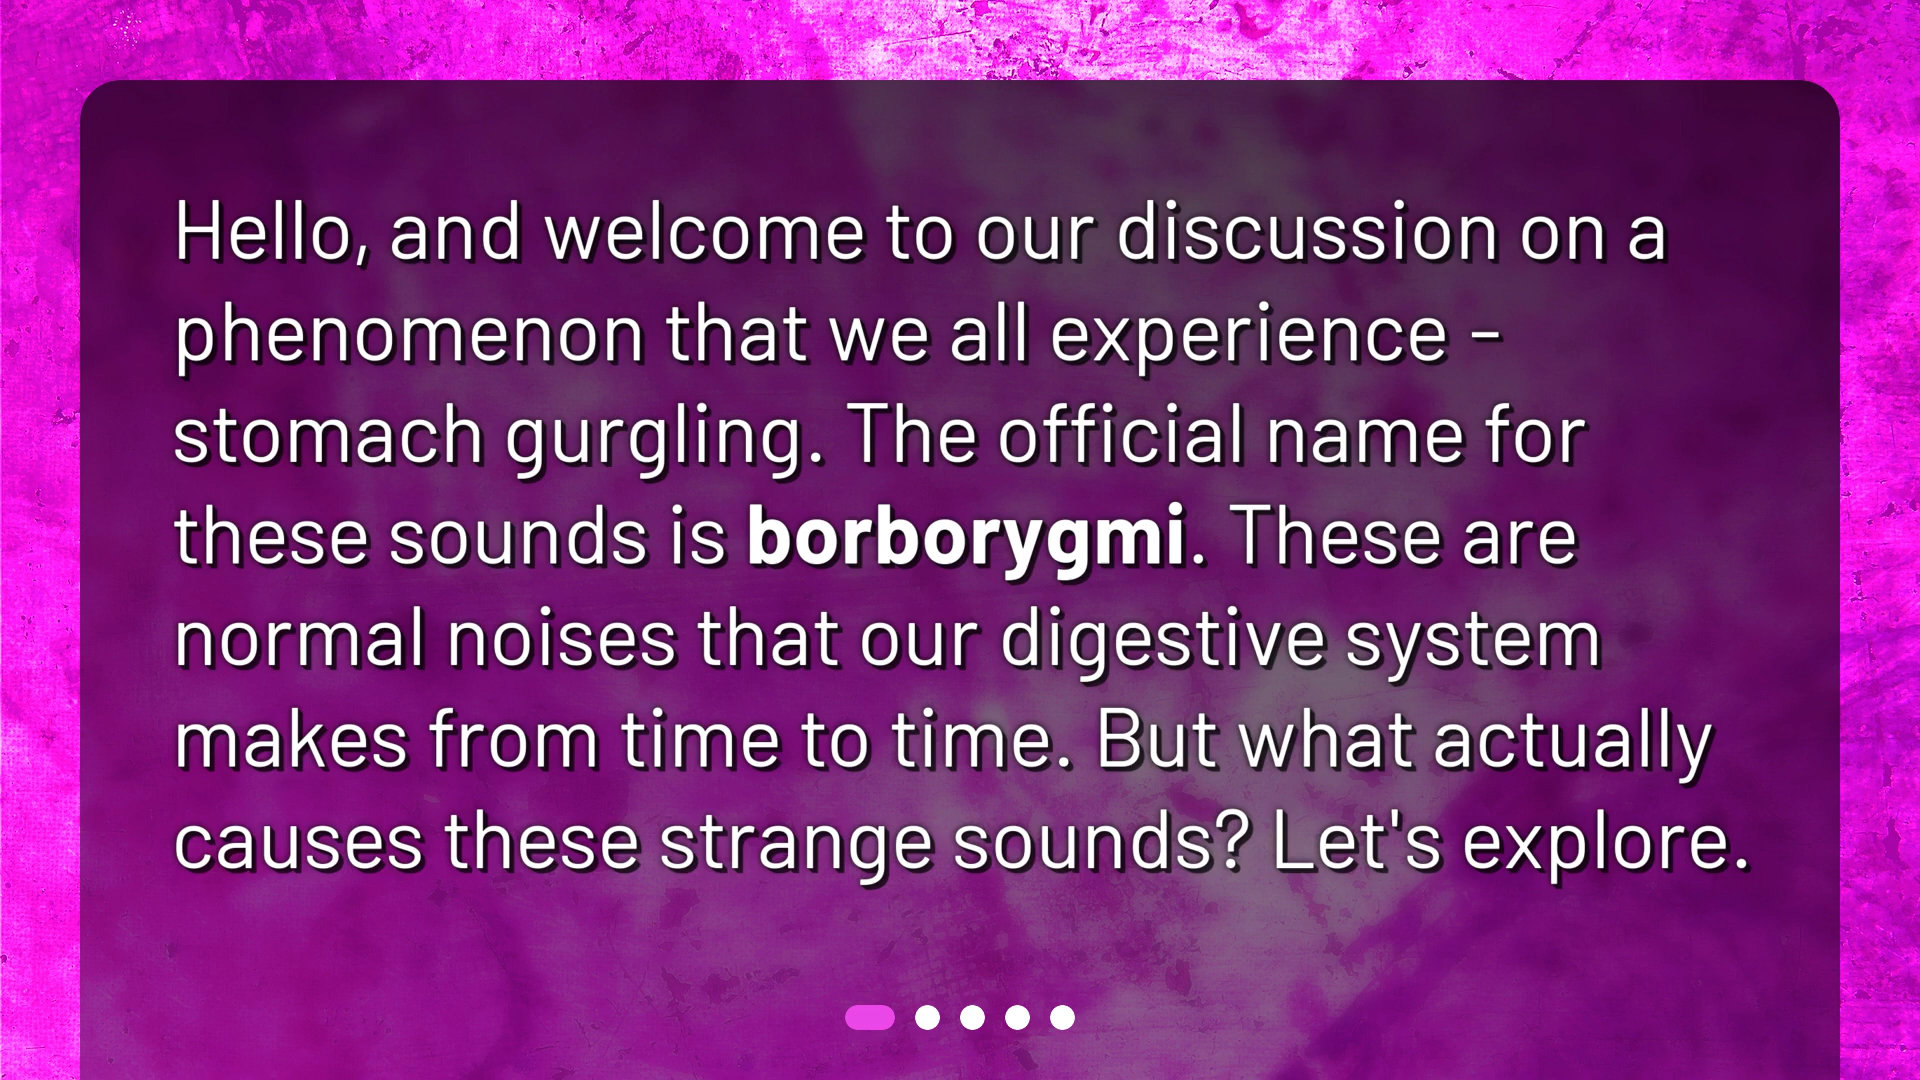 Hello, and welcome to our discussion on a
phenomenon that we all experience -
stomach gurgling. The official name for
these sounds is borborygmi. These are
normal noises that our digestive system
makes from time to time. But what actually
causes these strange sounds? Let's explore.